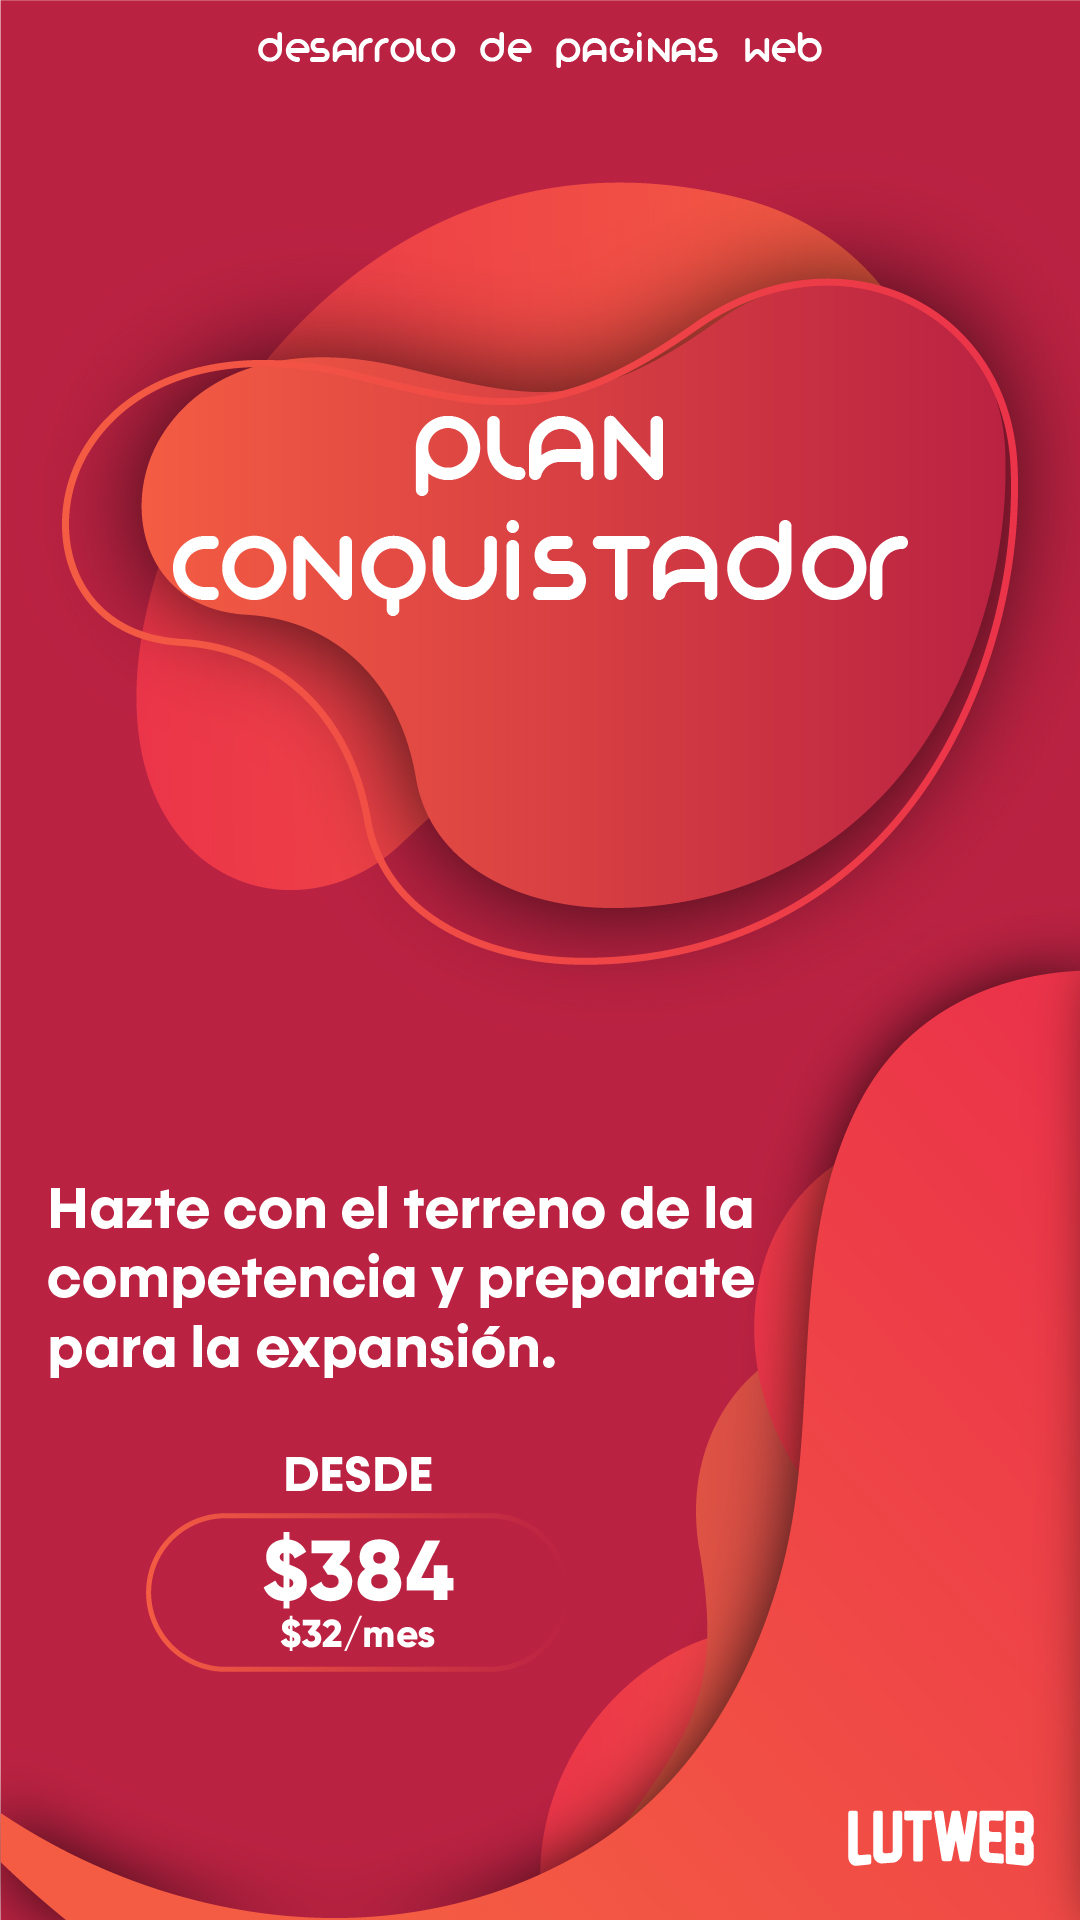 desarrolo de paginas web
PLAN
CONQUISTADOR
Hazte con el terreno de la
competencia y preparate
para la expansión.
DESDE
$384
$32/mes
LUTWEB